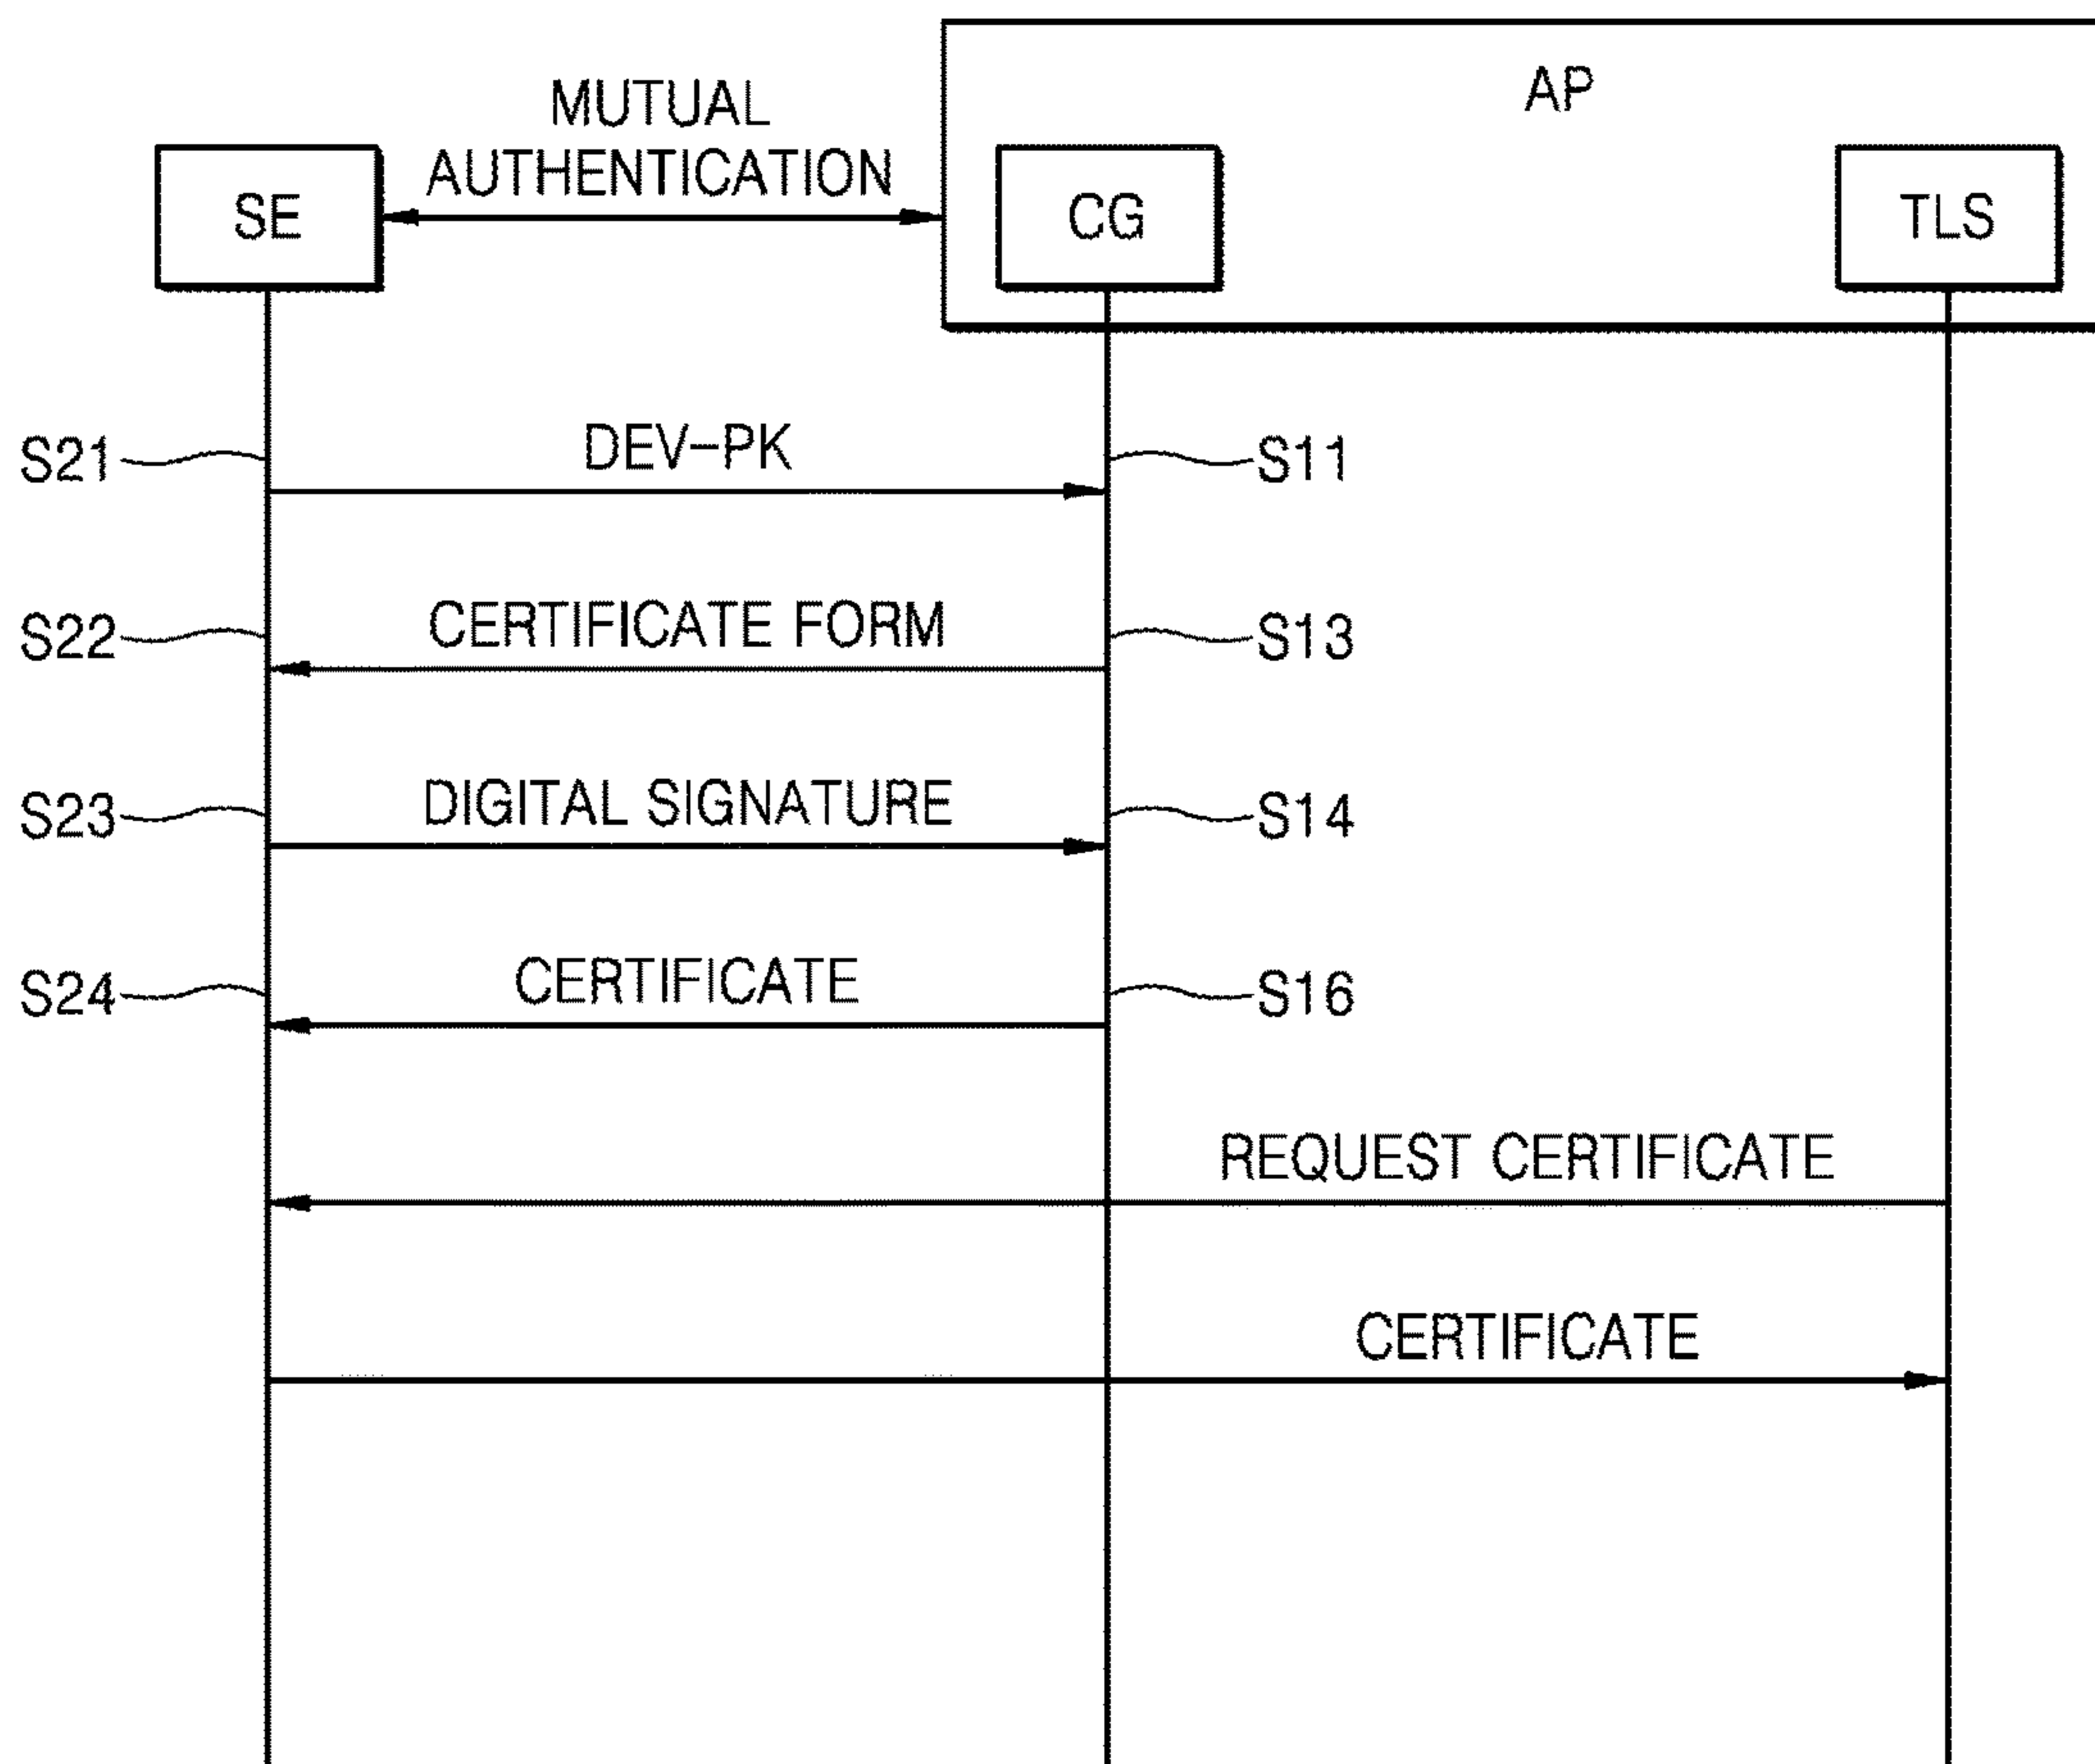 AP
MUTUAL
AUTHENTICATION
SE
CG
TLS
S21
DEV-PK
S11
S22
CERTIFICATE FORM
S13
S23
DIGITAL SIGNATURE
S14
S24
CERTIFICATE
S16
REQUEST CERTIFICATE
CERTIFICATE